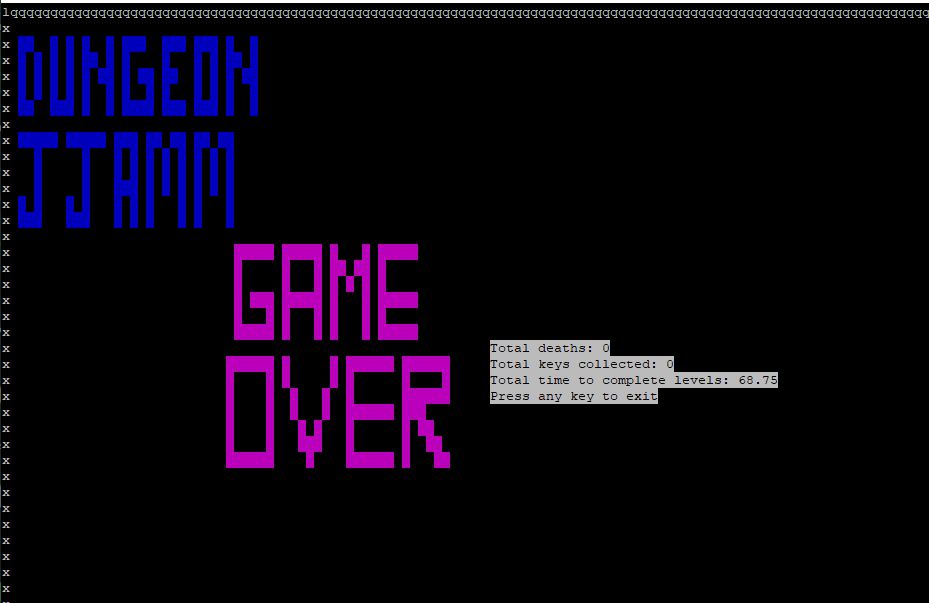 DUNGEON
JJAMM
GAME
OVER
Total deaths: 0
Total keys collected: 0
Total time to complete levels: 68.75
Press any key to exit